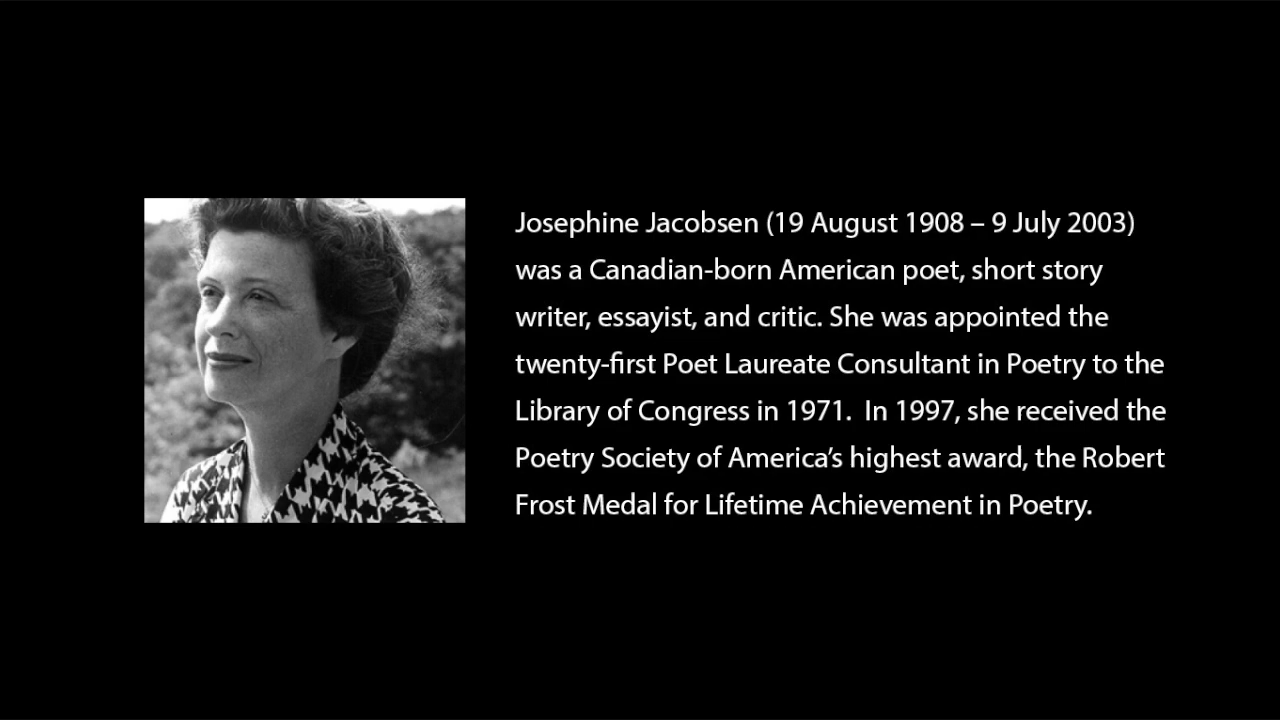 Josephine Jacobsen (19 August 1908 – 9 July 2003)
was a Canadian-born American poet, short story
writer, essayist, and critic. She was appointed the
twenty-first Poet Laureate Consultant in Poetry to the
Library of Congress in 1971.  In 1997, she received the
Poetry Society of America’s highest award, the Robert
Frost Medal for Lifetime Achievement in Poetry.